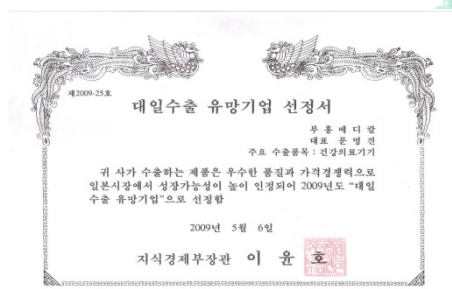 제2009-25호
대일수출 유망기업 선정서
부흥메디칼
대표 문명건
주요 수출품목 : 건강의료기기
귀 사가 수출하는 제품은 우수한 품질과 가격경쟁력으로
일본시장에서 성장가능성이 높이 인정되어 2009년도 "대일
수출 유망기업"으로 선정함
2009년 5월 6일
지식경제부장관 이윤호